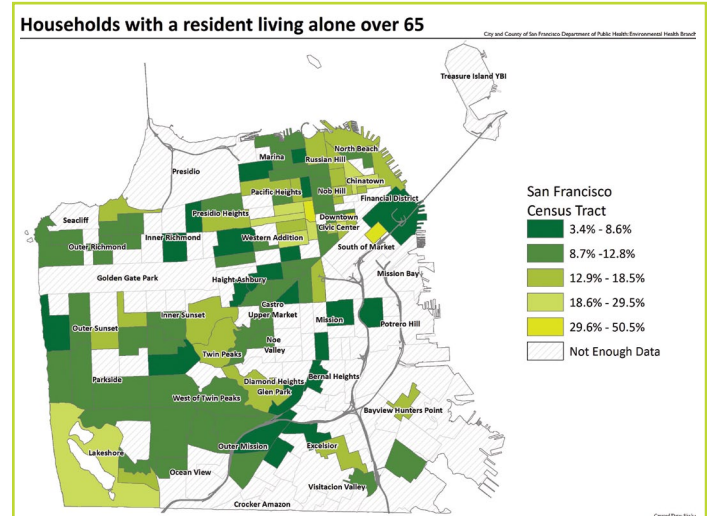 Households with a resident living alone over 65
City and County of San Francisco Department of Public Health: Environmental Health Branch
Treasure Island YBI
North Beach
Marina
Russian Hill
Presidio
Chinatown
Pacific Heights
Nob Hill
Financial District
Seacliff
Presidio Heights
Downtown
Civic Center
Outer Richmond
Inner Richmond
Western Addition
South of Market
Golden Gate Park
Haight-Ashbury
Mission Bay
Castro
Upper Market
Inner Sunset
Outer Sunset
Mission
Potrero Hill
Noe
Valley
Twin Peaks
Parkside
Diamond Heights
Bernal Heights
Glen Park
West of Twin Peaks
Bayview Hunters Point
Outer Mission
Excelsior
Lakeshore
Ocean View
Visitacion Valley
Crocker Amazon
San Francisco
Census Tract
3.4% - 8.6%
8.7% -12.8%
12.9% - 18.5%
18.6% - 29.5%
29.6% - 50.5%
Not Enough Data